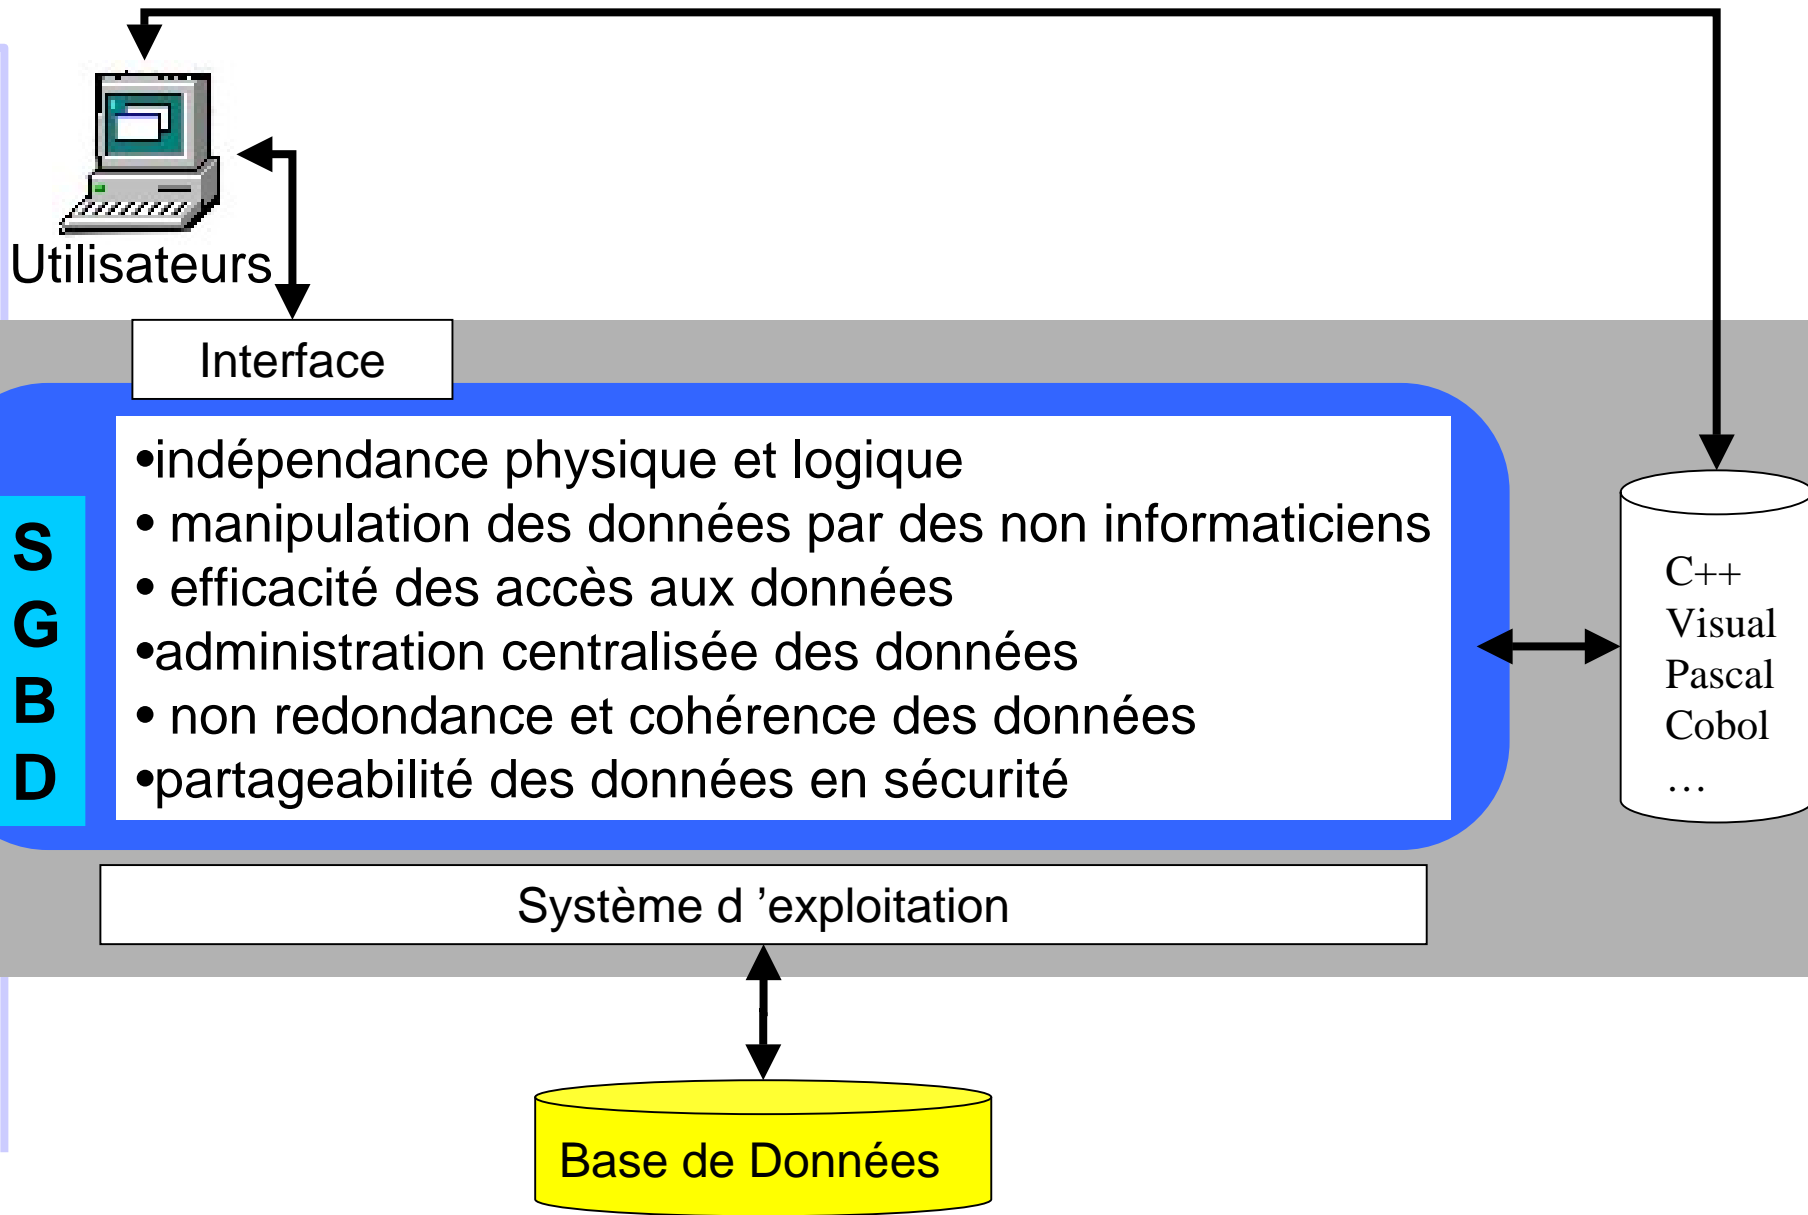 Utilisateurs
Interface
S
G
B
D
•indépendance physique et logique
• manipulation des données par des non informaticiens
• efficacité des accès aux données
•administration centralisée des données
• non redondance et cohérence des données
•partageabilité des données en sécurité
C++
Visual
Pascal
Cobol
…
Système d ’exploitation
Base de Données